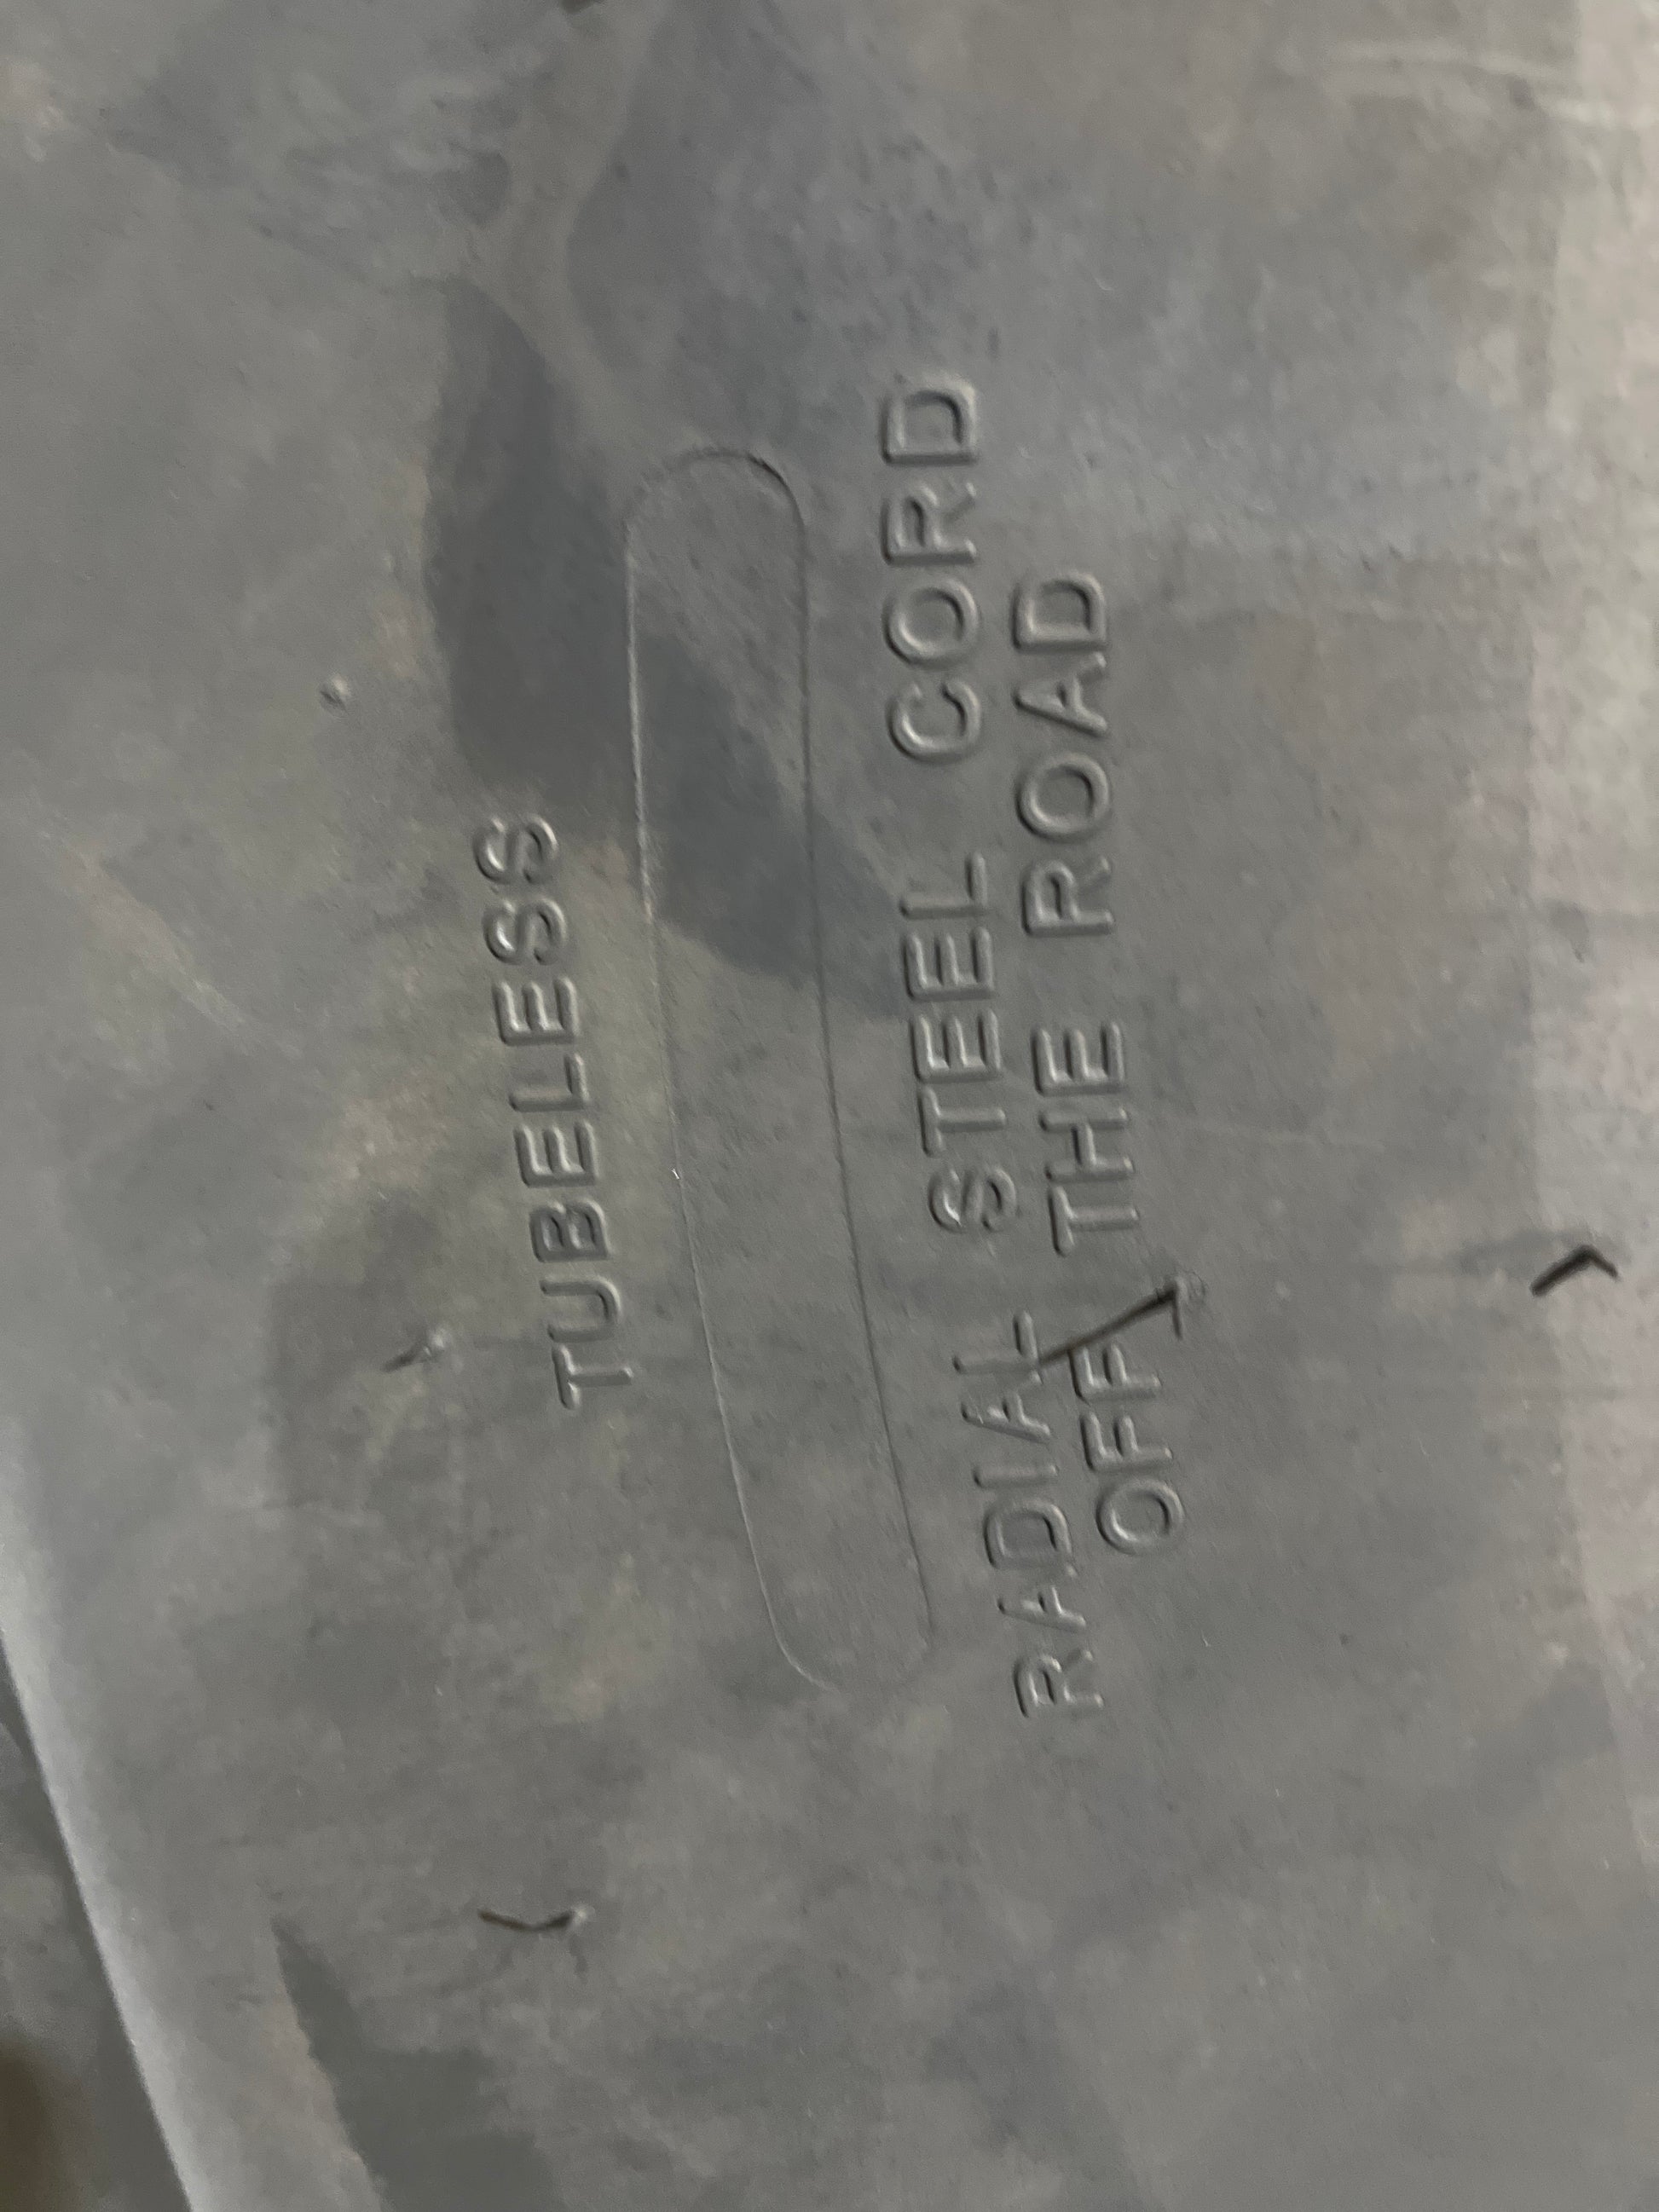 TUBELESS
RADIAL STEEL CORD
OFF THE ROAD